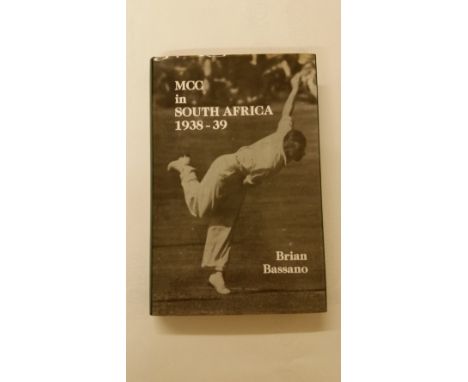 MCC
in
SOUTH AFRICA
1938-39
Brian
Bassano